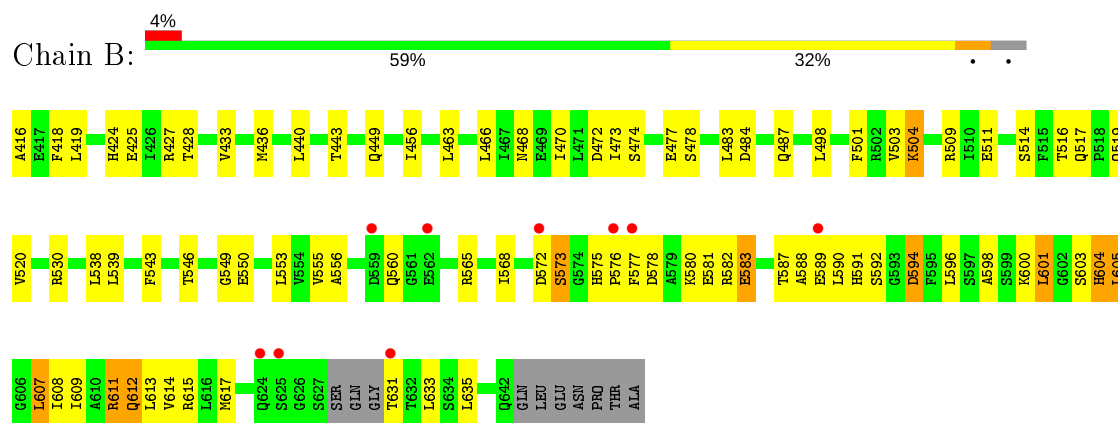 4%
Chain B:
59% 32% • •
A416 E417 F418 L419 H424 E425 I426 R427 T428 V433 M436 L440 T443 Q449 I456 L463 L466 I467 N468 E469 I470 L471 D472 I473 S474 E477 S478 L483 D484 Q487 L498 F501 R502 V503 K504 R509 I510 E511 S514 F515 T516 Q517 P518
V520 R530 L538 L539 F543 T546 G549 E550 L553 V554 V555 A556 D559 Q560 G561 E562 R565 I568 D572 S573 G574 H575 P576 F577 D578 A579 K580 E581 R582 E583 T587 A588 E589 L590 H591 S592 G593 D594 F595 L596 S597 A598 S599 K600 L601 G602 S603 H604
G606 L607 I608 I609 A610 R611 Q612 L613 V614 R615 L616 M617 Q624 S625 G626 S627 SER GLN GLY T631 T632 L633 S634 L635 Q642 GLN LEU GLU ASN PRO THR ALA